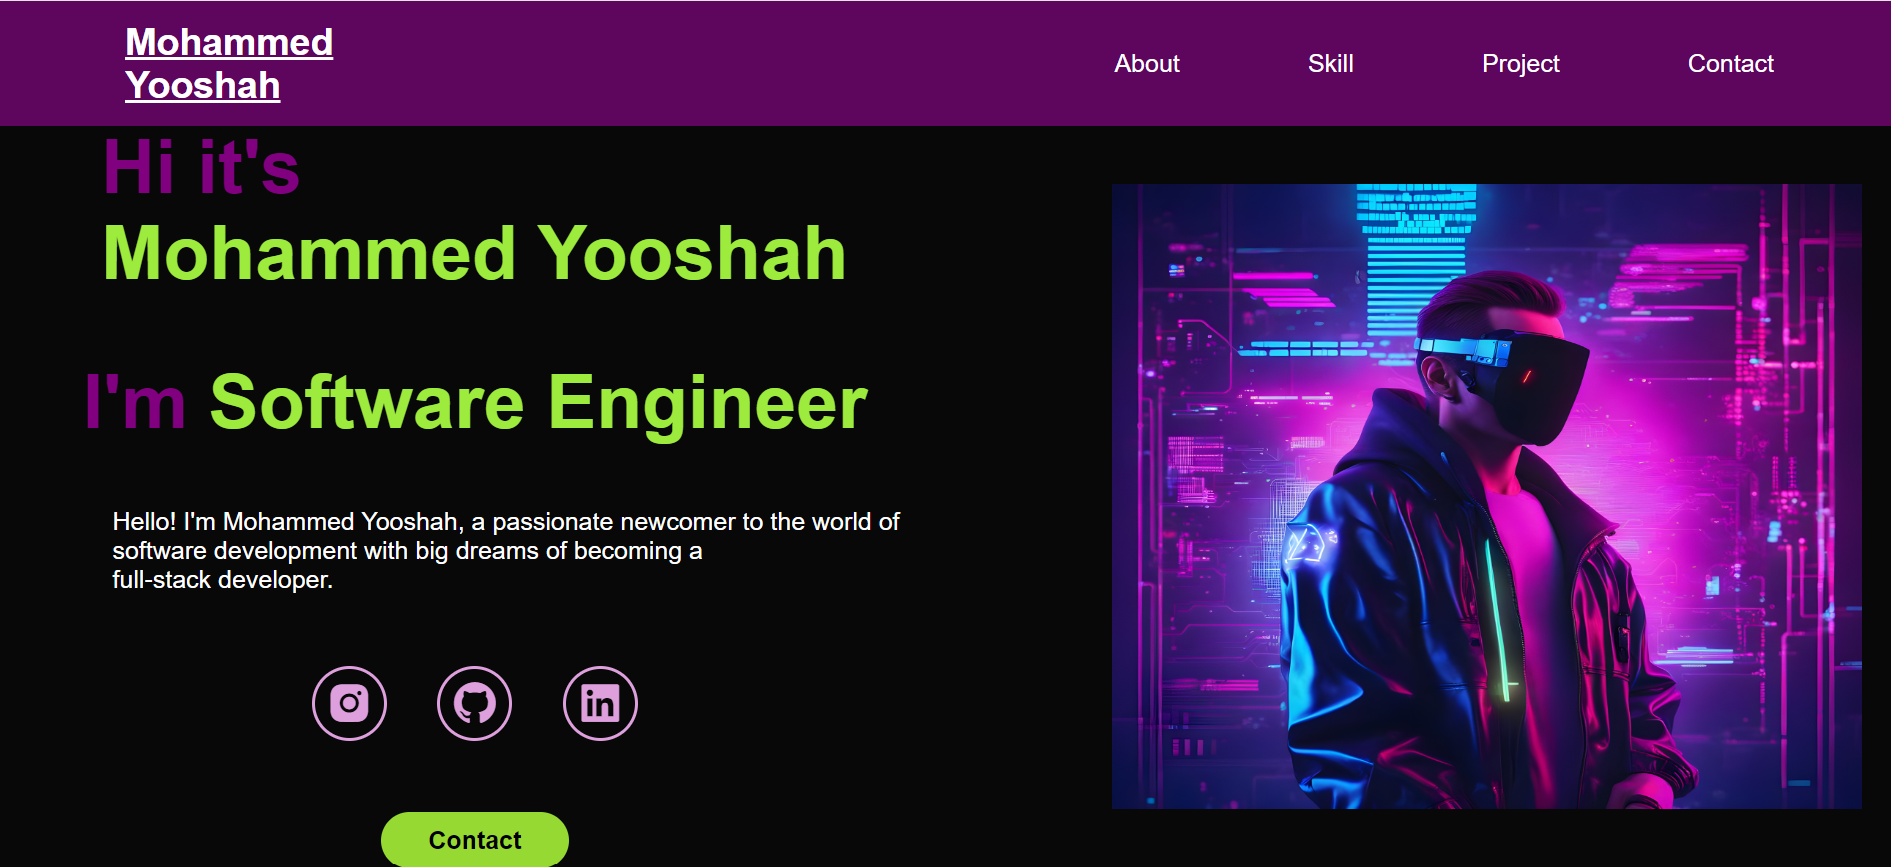 Mohammed
Yooshah
About Skill Project Contact
Hi it's
Mohammed Yooshah
I'm Software Engineer
Hello! I'm Mohammed Yooshah, a passionate newcomer to the world of
software development with big dreams of becoming a
full-stack developer.
in
Contact